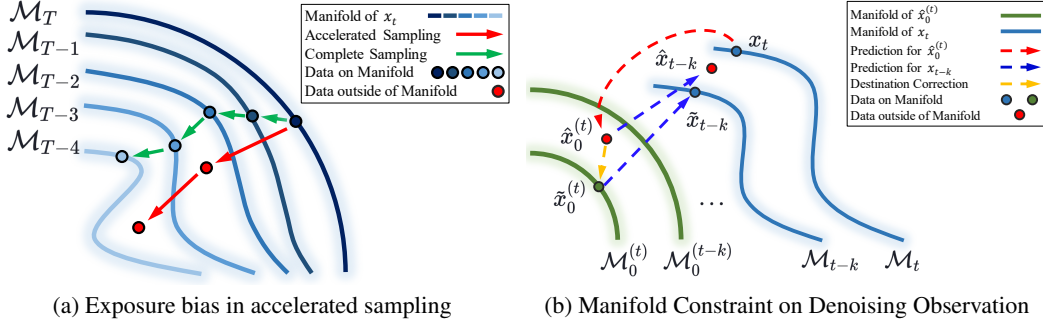 M_T
M_{T−1}
M_{T−2}
M_{T−3}
M_{T−4}
Manifold of x_t
Accelerated Sampling
Complete Sampling
Data on Manifold
Data outside of Manifold
(a) Exposure bias in accelerated sampling
x_t
x̂_{t−k}
x̃_{t−k}
x̂_0^{(t)}
x̃_0^{(t)}
...
M_0^{(t)}
M_0^{(t−k)}
M_{t−k}
M_t
Manifold of x̂_0^{(t)}
Manifold of x_t
Prediction for x̂_0^{(t)}
Prediction for x_{t−k}
Destination Correction
Data on Manifold
Data outside of Manifold
(b) Manifold Constraint on Denoising Observation